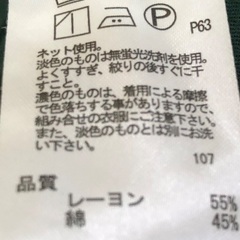 P
P63
ネット使用。
淡色のものは無蛍光洗剤を使用。
よくすすぎ、絞りの後すぐに干
すこと。
濃色のものは、着用による摩擦
で色落ちする事がありますので、
組み合せの衣服にご注意下さい。
また、淡色のものとは別にお洗
い下さい。
107
品質
レーヨン 55%
綿 45%